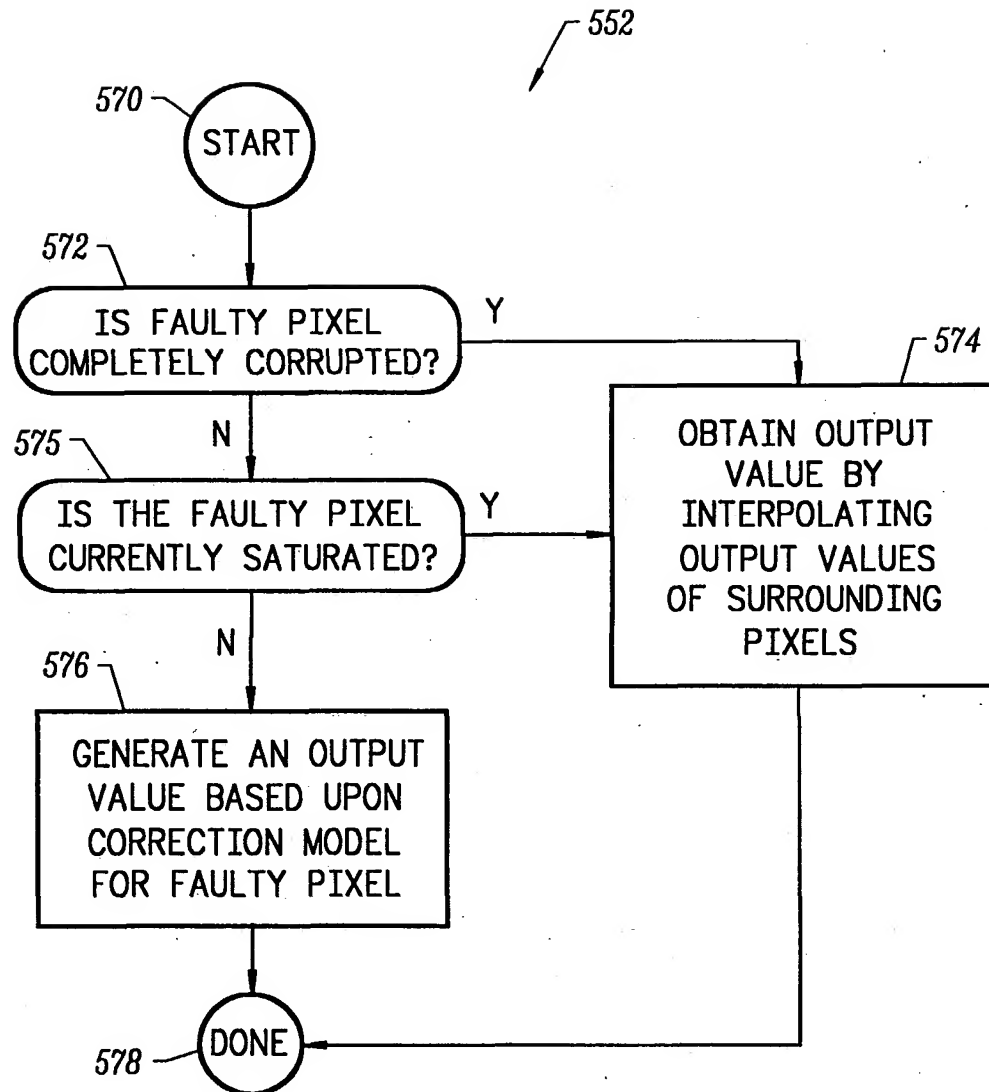 552
570
START
572
IS FAULTY PIXEL
COMPLETELY CORRUPTED?
Y
574
N
OBTAIN OUTPUT
VALUE BY
INTERPOLATING
OUTPUT VALUES
OF SURROUNDING
PIXELS
575
IS THE FAULTY PIXEL
CURRENTLY SATURATED?
Y
N
576
GENERATE AN OUTPUT
VALUE BASED UPON
CORRECTION MODEL
FOR FAULTY PIXEL
DONE
578